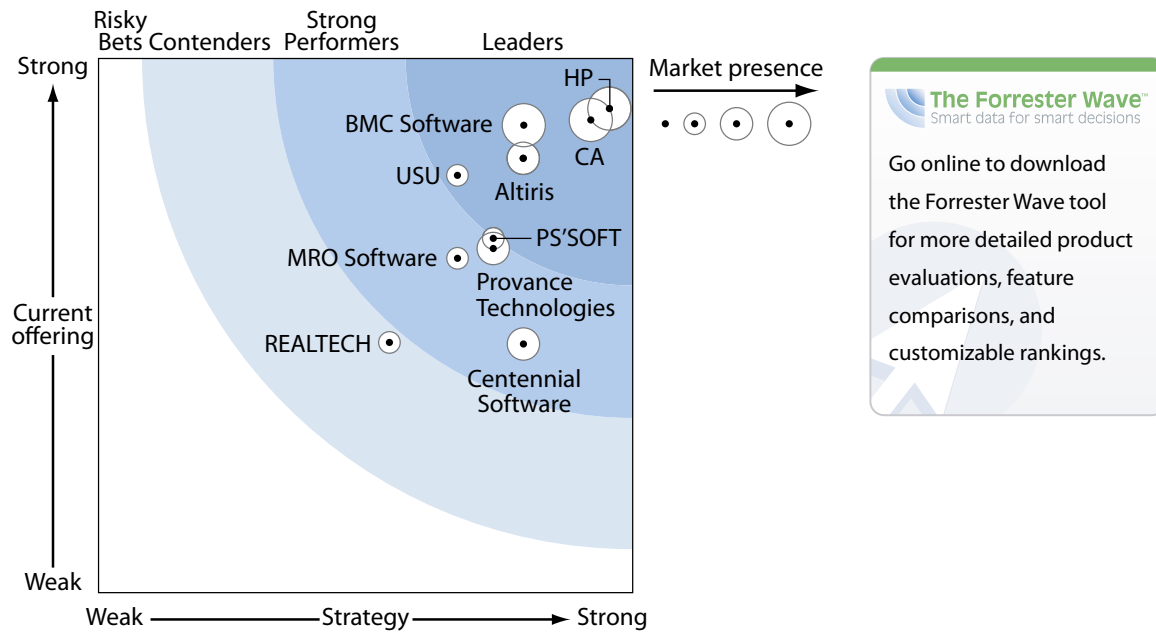 Risky
Bets
Contenders
Strong
Performers
Leaders
Strong
Current
offering
Weak
Weak
Strategy
Strong
HP
BMC Software
CA
USU
Altiris
PS’SOFT
MRO Software
Provance
Technologies
REALTECH
Centennial
Software
Market presence
The Forrester Wave™
Smart data for smart decisions
Go online to download
the Forrester Wave tool
for more detailed product
evaluations, feature
comparisons, and
customizable rankings.